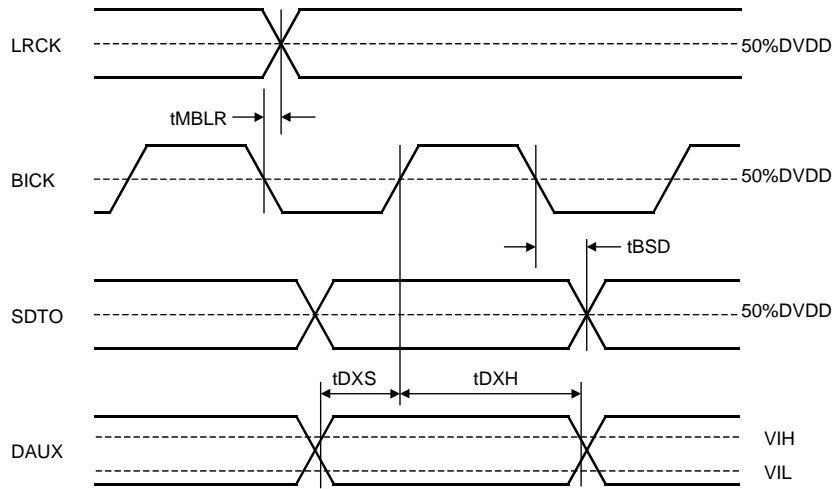 LRCK
50%DVDD
tMBLR
BICK
50%DVDD
tBSD
SDTO
50%DVDD
tDXS
tDXH
DAUX
VIH
VIL